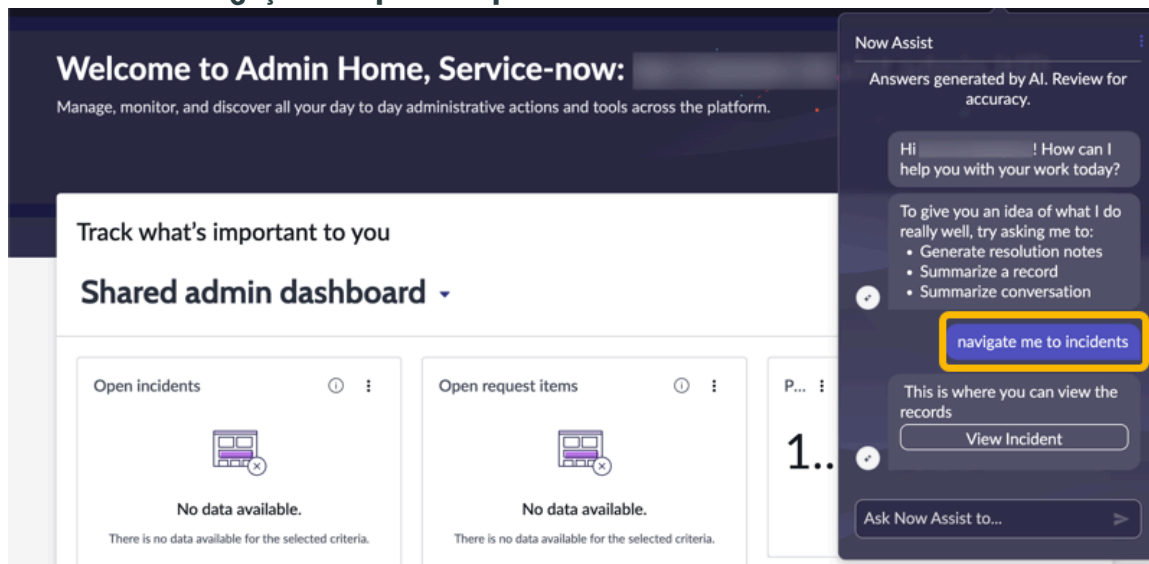 Welcome to Admin Home, Service-now:
Manage, monitor, and discover all your day to day administrative actions and tools across the platform.
Track what's important to you
Shared admin dashboard
Open incidents
No data available.
There is no data available for the selected criteria.
Open request items
No data available.
There is no data available for the selected criteria.
P...
1..
Now Assist
Answers generated by AI. Review for
accuracy.
Hi ! How can I
help you with your work today?
To give you an idea of what I do
really well, try asking me to:
• Generate resolution notes
• Summarize a record
• Summarize conversation
navigate me to incidents
This is where you can view the
records
View Incident
Ask Now Assist to...